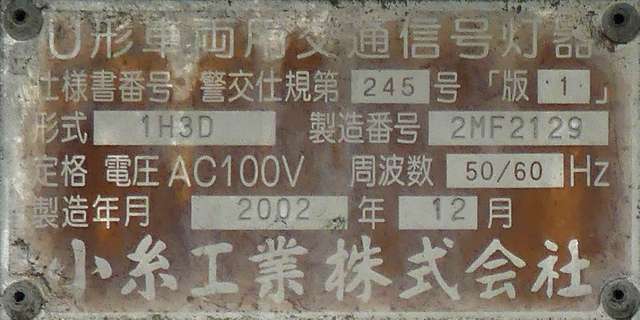 U形車両用交通信号灯器
仕様書番号 警交仕規第 245 号 「版 1」
形式 1H3D 製造番号 2MF2129
定格 電圧 AC100V 周波数 50/60 Hz
製造年月 2002 年 12 月
小糸工業株式会社